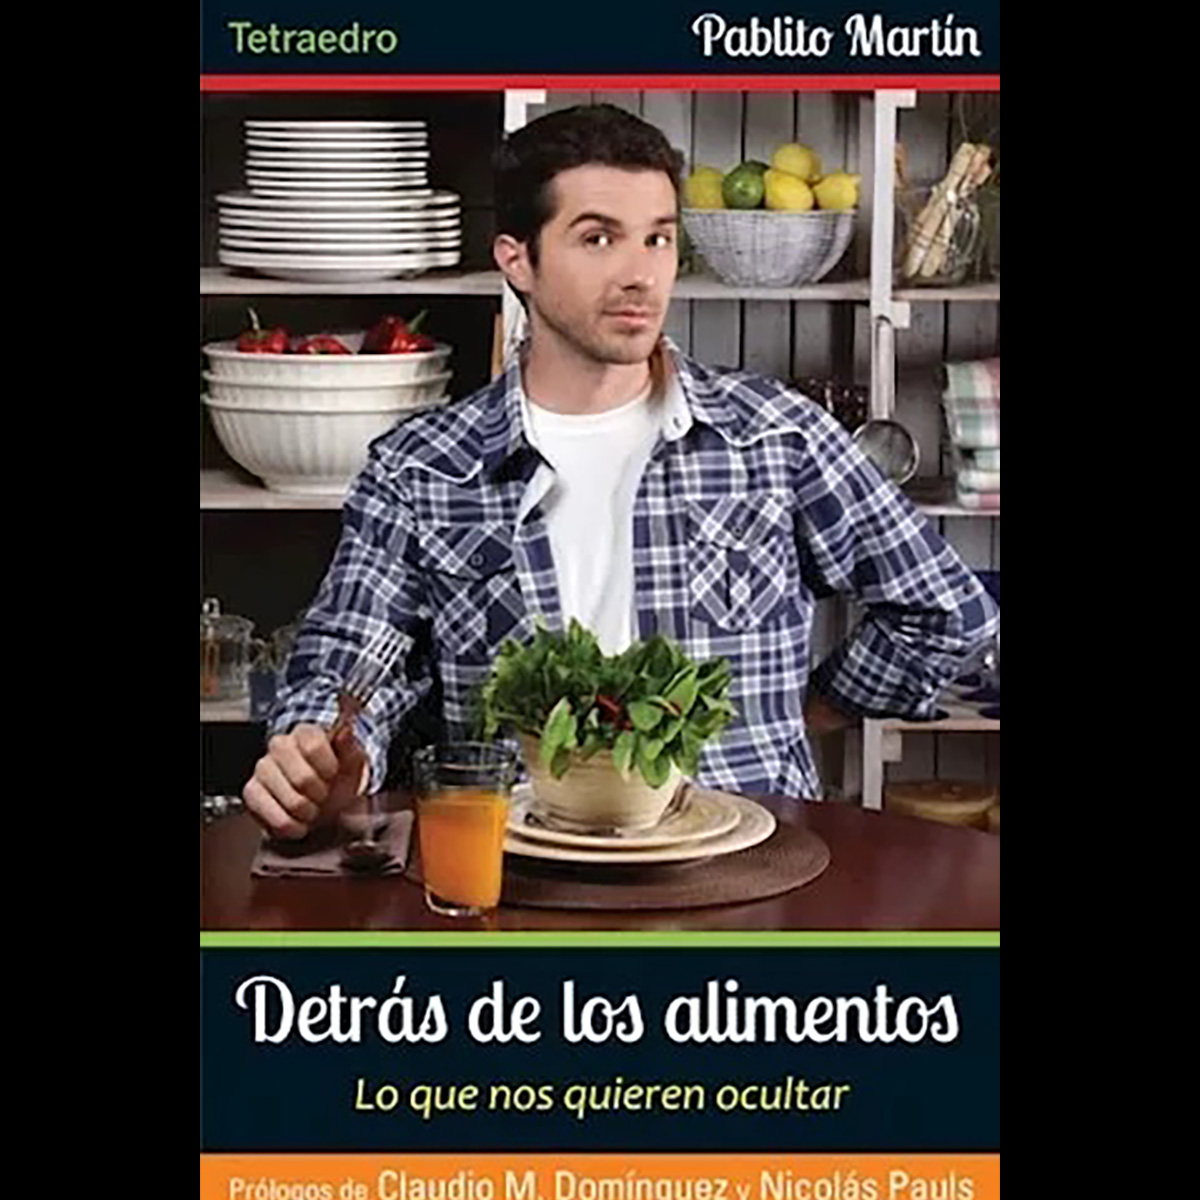 Tetraedro
Pablito Martín
Detrás de los alimentos
Lo que nos quieren ocultar
Prólogos de Claudio M. Domínguez y Nicolás Pauls